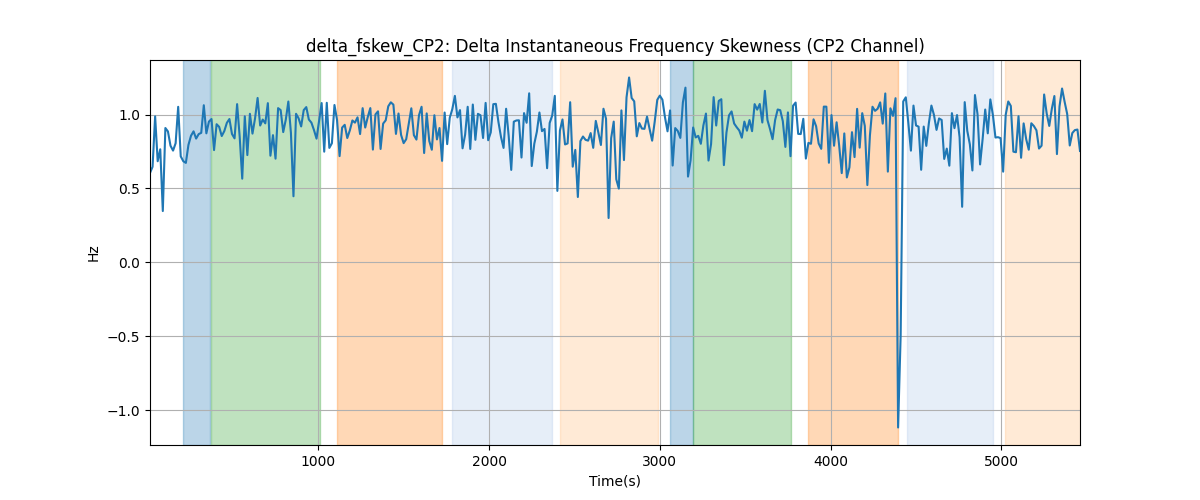 delta_fskew_CP2: Delta Instantaneous Frequency Skewness (CP2 Channel)
Hz
1.0
0.5
0.0
−0.5
−1.0
1000 2000 3000 4000 5000
Time(s)